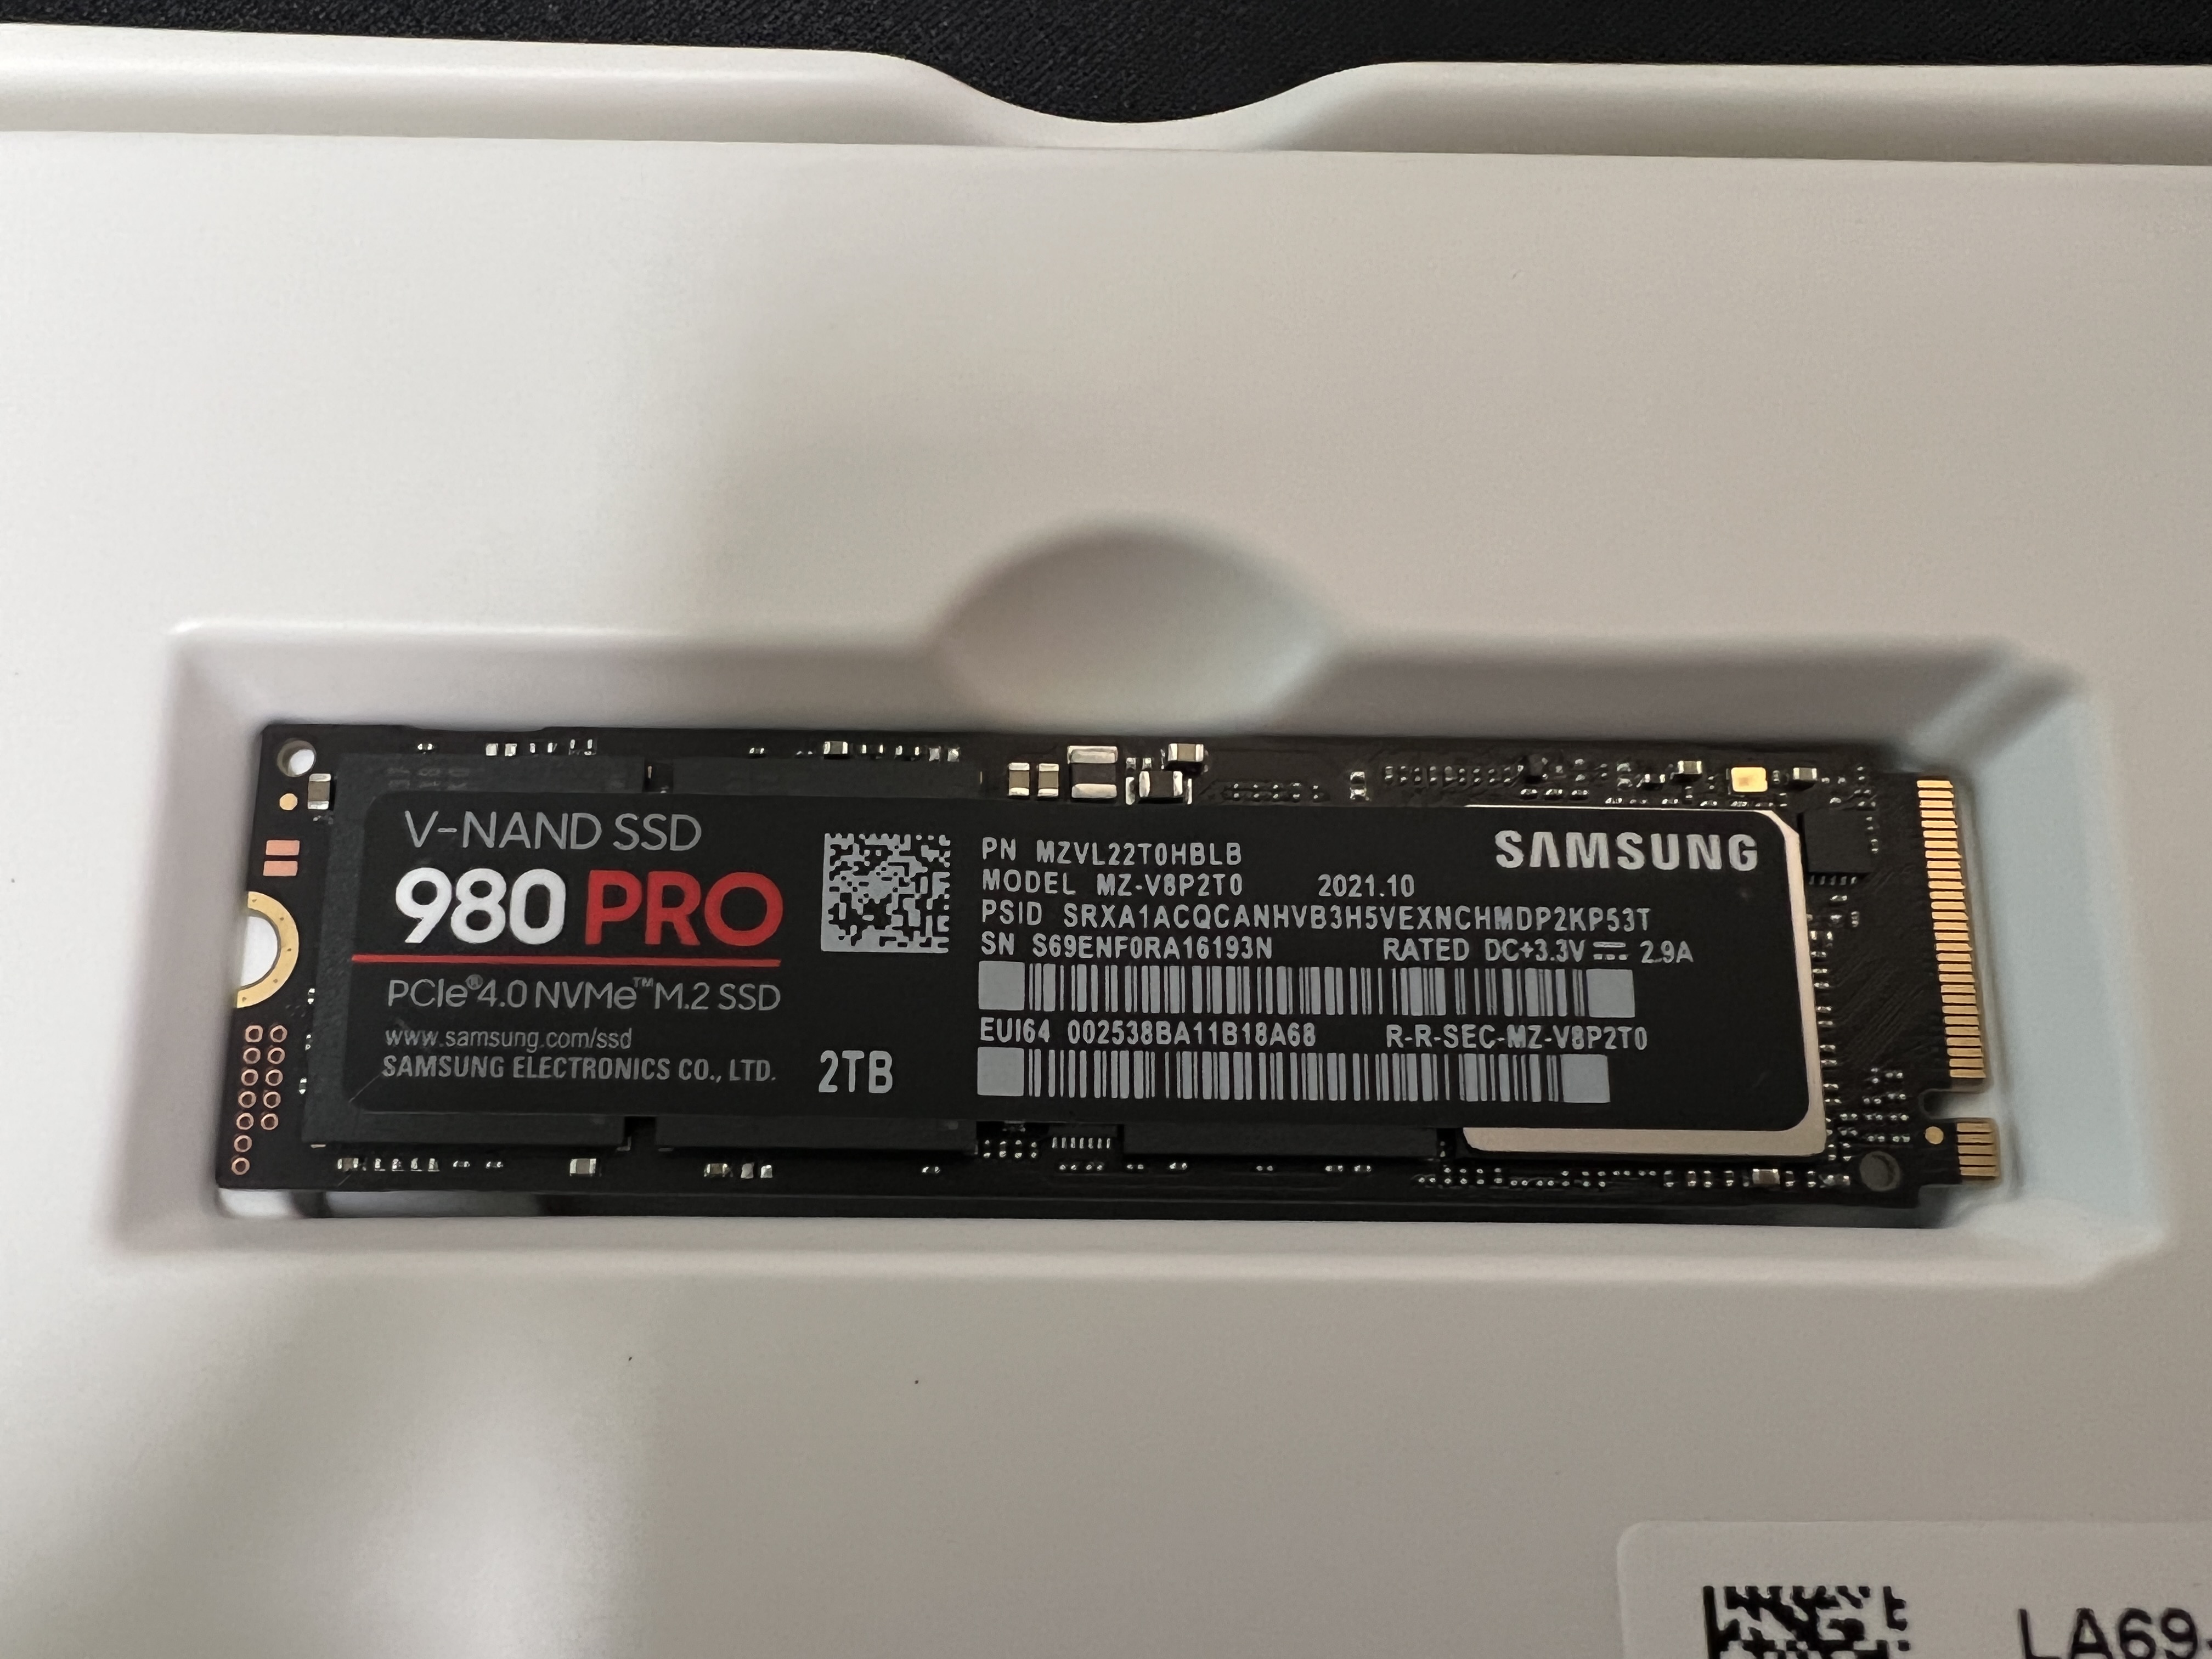 V-NAND SSD
980 PRO
PCIe®4.0 NVMe™ M.2 SSD
www.samsung.com/ssd
SAMSUNG ELECTRONICS CO., LTD.
2TB
PN MZVL22T0HBLB
MODEL MZ-V8P2T0 2021.10
PSID SRXA1ACQCANHVB3H5VEXNCHMDP2KP53T
SN S69ENF0RA16193N RATED DC+3.3V⎓2.9A
EUI64 002538BA11B18A68 R-R-SEC-MZ-V8P2T0
SAMSUNG
LA69-